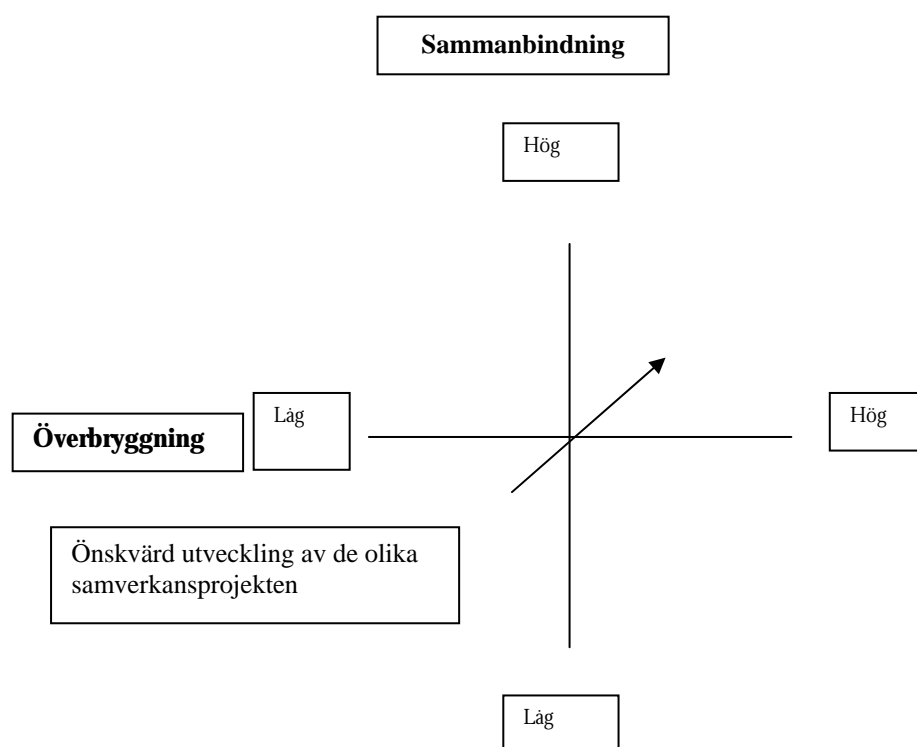 Sammanbindning
Hög
Låg
Hög
Överbryggning
Önskvärd utveckling av de olika
samverkansprojekten
Låg